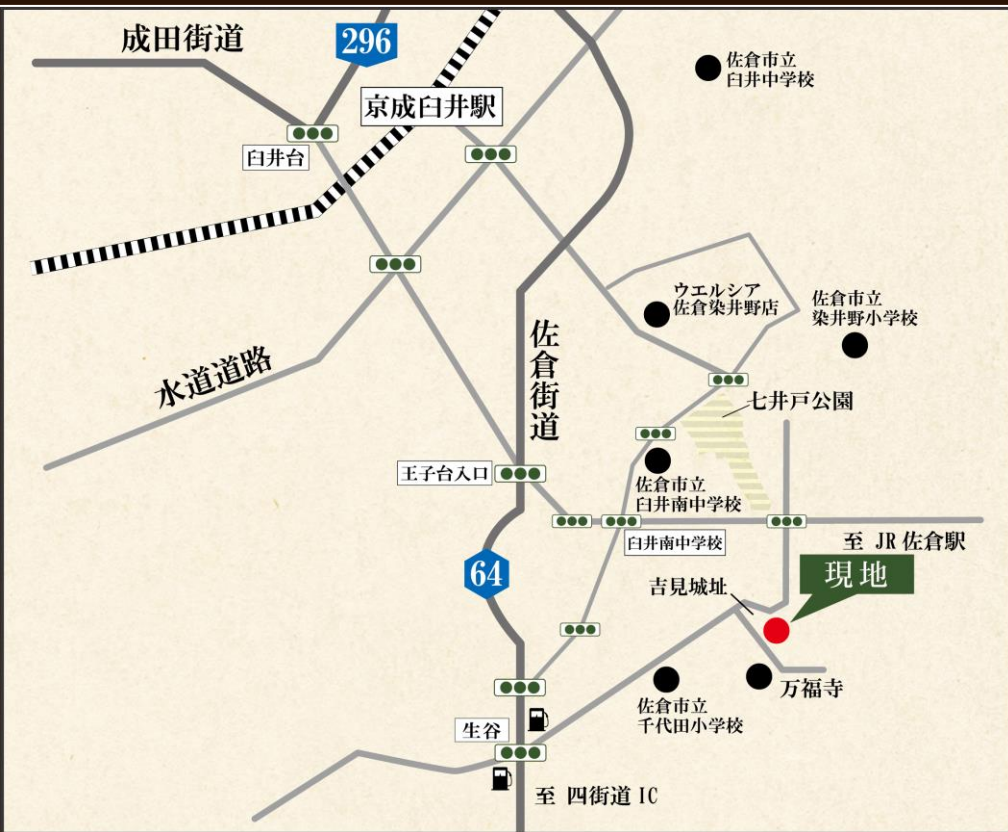 成田街道
296
佐倉市立
臼井中学校
京成臼井駅
臼井台
ウエルシア
佐倉染井野店
佐倉市立
染井野小学校
佐倉街道
水道道路
七井戸公園
王子台入口
佐倉市立
臼井南中学校
臼井南中学校
至 JR 佐倉駅
64
現地
吉見城址
万福寺
佐倉市立
千代田小学校
生谷
至 四街道 IC